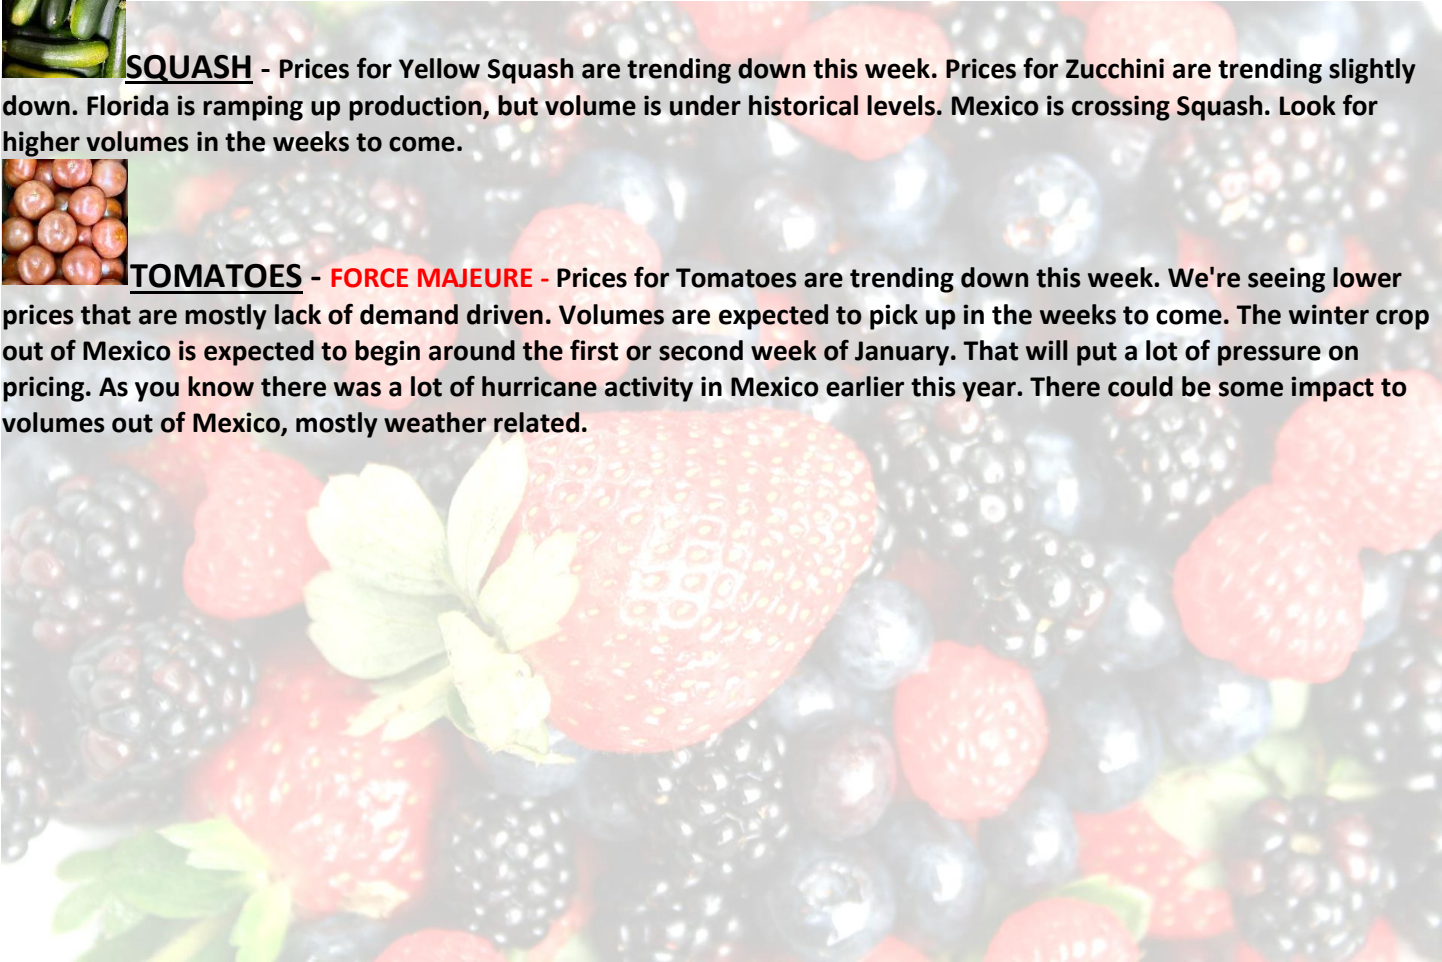 SQUASH - Prices for Yellow Squash are trending down this week. Prices for Zucchini are trending slightly
down. Florida is ramping up production, but volume is under historical levels. Mexico is crossing Squash. Look for
higher volumes in the weeks to come.
TOMATOES - FORCE MAJEURE - Prices for Tomatoes are trending down this week. We're seeing lower
prices that are mostly lack of demand driven. Volumes are expected to pick up in the weeks to come. The winter crop
out of Mexico is expected to begin around the first or second week of January. That will put a lot of pressure on
pricing. As you know there was a lot of hurricane activity in Mexico earlier this year. There could be some impact to
volumes out of Mexico, mostly weather related.